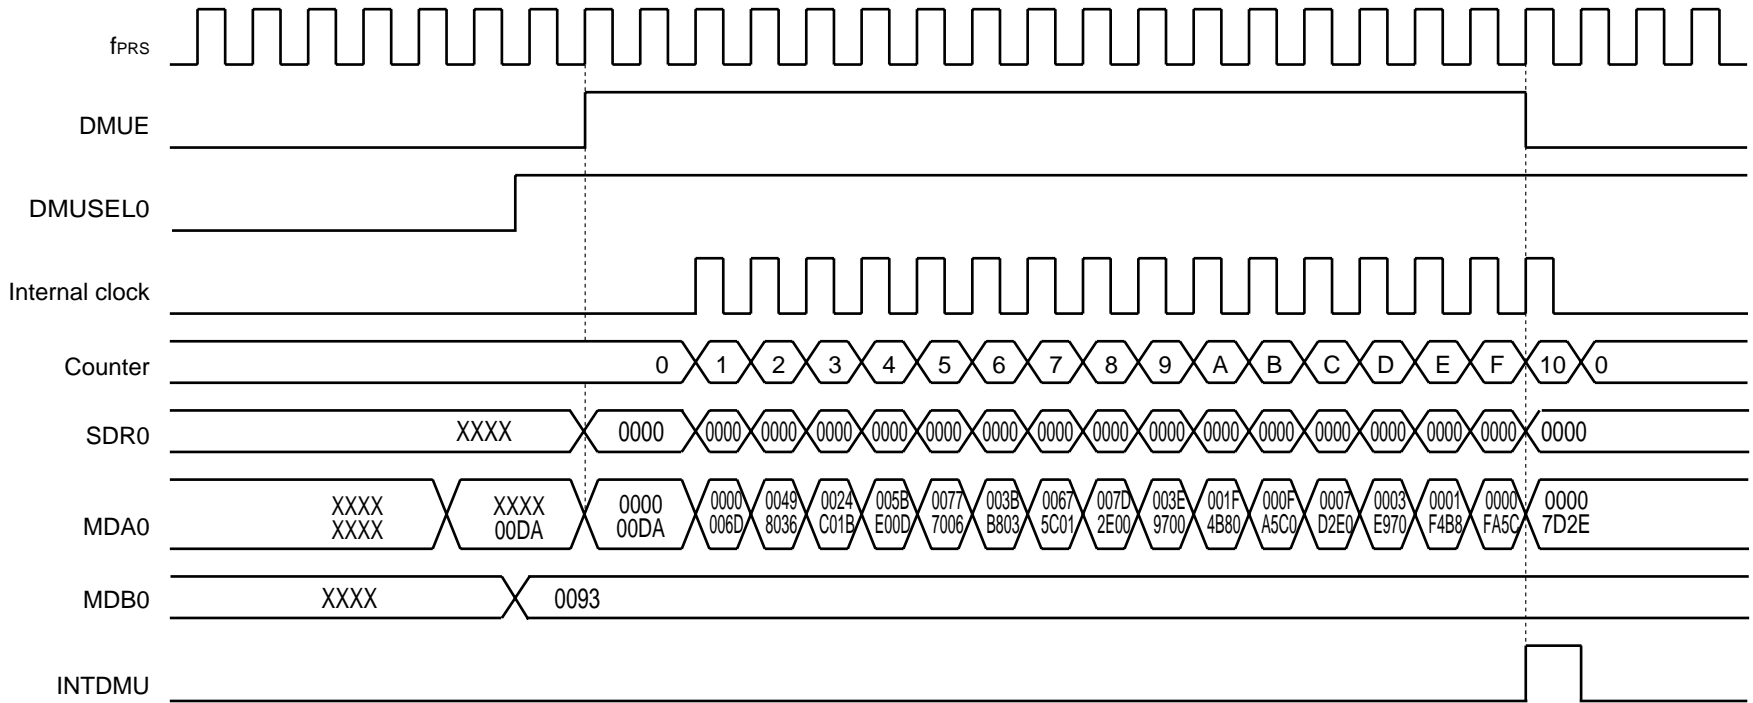 fPRS
DMUE
DMUSEL0
Internal clock
Counter 0 1 2 3 4 5 6 7 8 9 A B C D E F 10 0
SDR0 XXXX 0000 0000 0000 0000 0000 0000 0000 0000 0000 0000 0000 0000 0000 0000 0000 0000 0000
MDA0 XXXX XXXX 0000 0000 0049 0024 005B 0077 003B 0067 007D 003E 001F 000F 0007 0003 0001 0000 0000
XXXX 00DA 00DA 006D 8036 C01B E00D 7006 B803 5C01 2E00 9700 4B80 A5C0 D2E0 E970 F4B8 FA5C 7D2E
MDB0 XXXX 0093
INTDMU